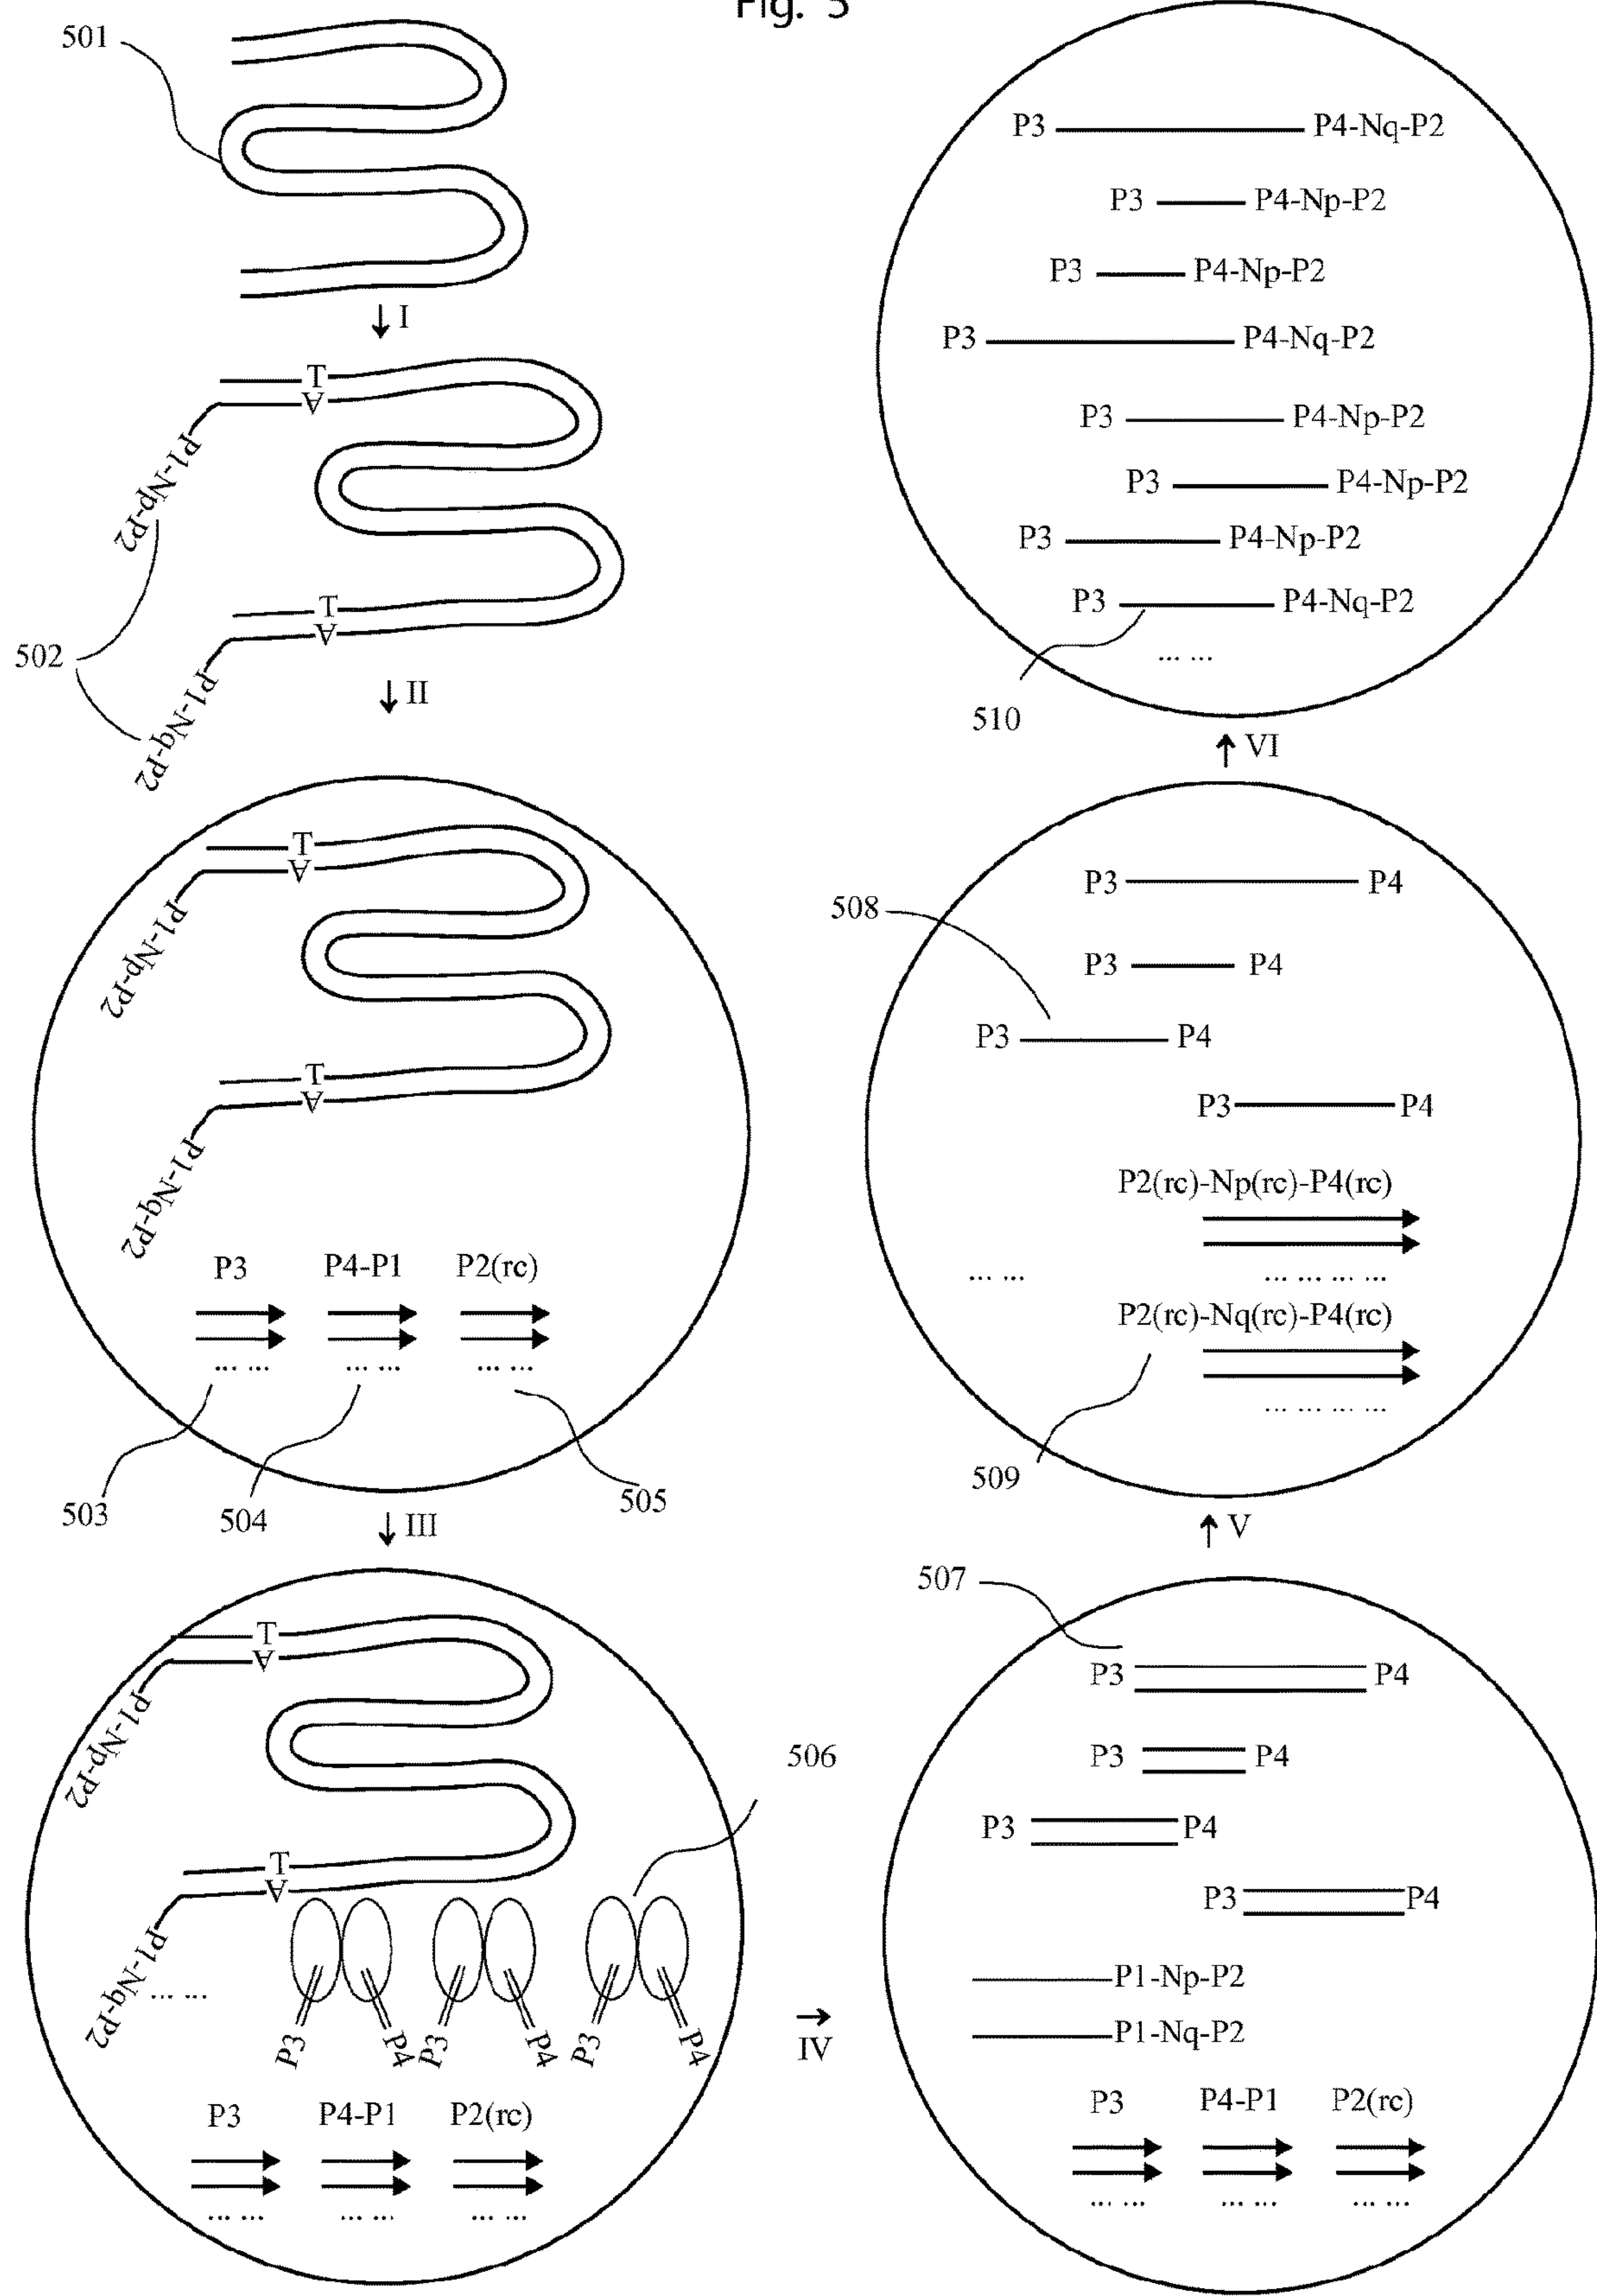 Fig. 5
501
I
T
A
P1-Np-P2
T
A
502
P1-Nq-P2
II
T
A
P1-Np-P2
T
A
P1-Nq-P2
P3 P4-P1 P2(rc)
... ... ... ... ... ...
503 504 505
III
T
A
P1-Np-P2
506
T
A
P1-Nq-P2
... ...
P3 P4 P3 P4 P3 P4
P3 P4-P1 P2(rc)
... ... ... ... ... ...
IV
P3 P4-Nq-P2
P3 P4-Np-P2
P3 P4-Np-P2
P3 P4-Nq-P2
P3 P4-Np-P2
P3 P4-Np-P2
P3 P4-Np-P2
P3 P4-Nq-P2
... ...
510
VI
P3 P4
508
P3 P4
P3 P4
P3 P4
P2(rc)-Np(rc)-P4(rc)
... ... ... ... ... ...
P2(rc)-Nq(rc)-P4(rc)
... ... ... ...
509
V
507
P3 P4
P3 P4
P3 P4
P3 P4
P1-Np-P2
P1-Nq-P2
P3 P4-P1 P2(rc)
... ... ... ... ... ...